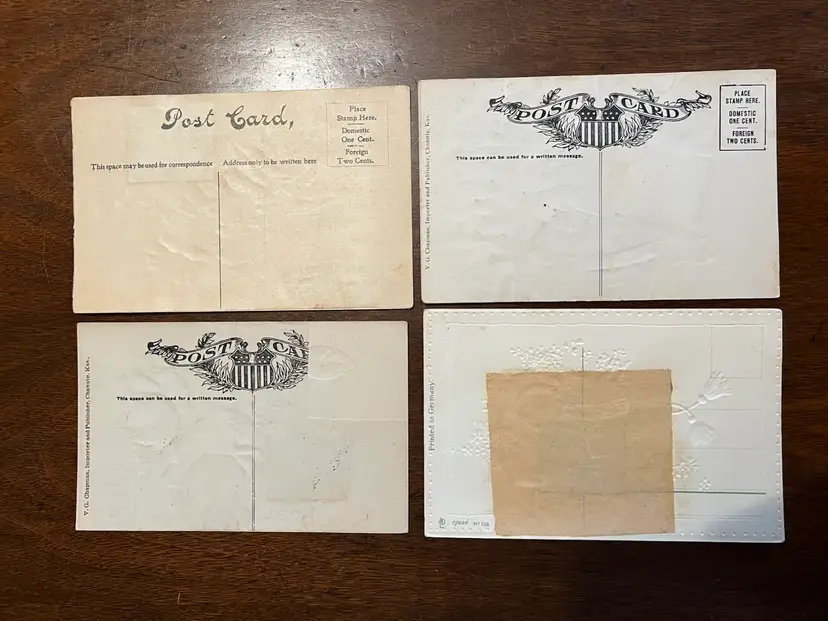 Post Card,
Place
Stamp Here.
Domestic
One Cent.
Foreign
Two Cents.
This space may be used for correspondence
Address only to be written here
POST CARD
PLACE
STAMP HERE.
DOMESTIC
ONE CENT.
FOREIGN
TWO CENTS.
This space can be used for a written message.
V. G. Chapman, Importer and Publisher, Chanute, Kas.
POST CA
This space can be used for a written message.
V. G. Chapman, Importer and Publisher, Chanute, Kas.
Printed in Germany